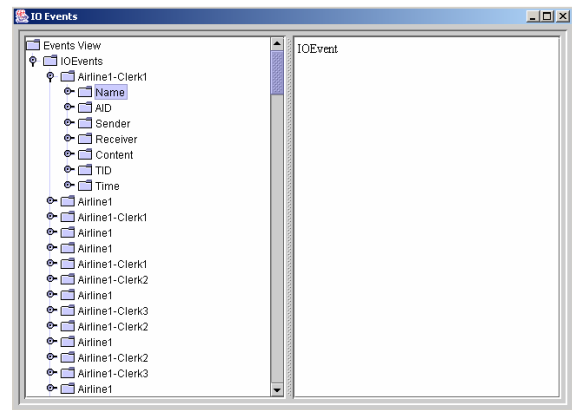 IO Events
Events View
IOEvents
Airline1-Clerk1
Name
AID
Sender
Receiver
Content
TID
Time
Airline1
Airline1-Clerk1
Airline1
Airline1
Airline1-Clerk1
Airline1-Clerk2
Airline1
Airline1-Clerk3
Airline1-Clerk2
Airline1
Airline1-Clerk2
Airline1-Clerk3
Airline1
IOEvent